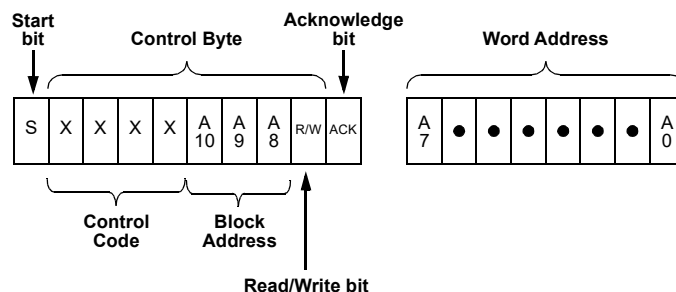 Start
bit
Control Byte
Acknowledge
bit
Word Address
S X X X X A
10 A
9 A
8 R/W ACK
A
7 • • • • • • A
0
Control
Code
Block
Address
Read/Write bit